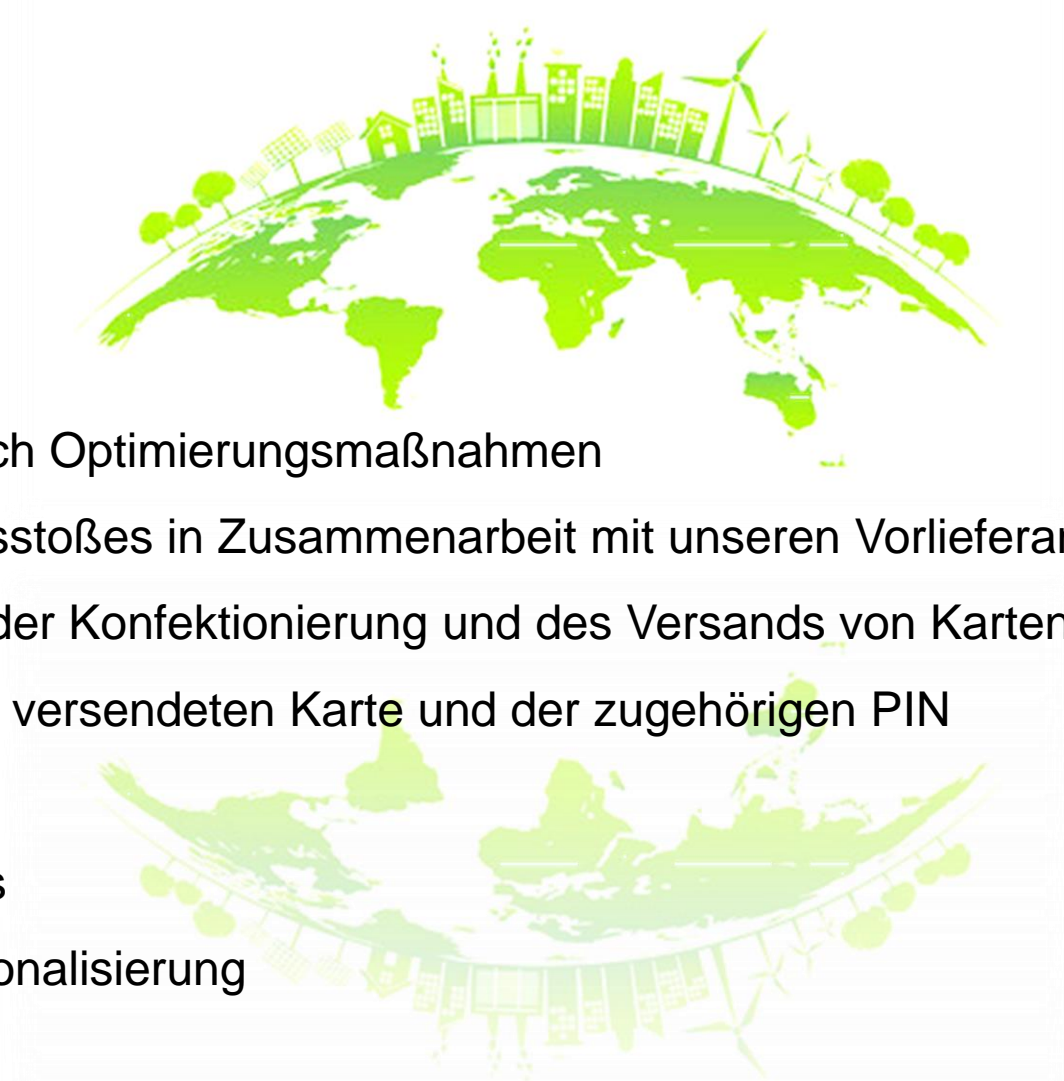 ch Optimierungsmaßnahmen
sstoßes in Zusammenarbeit mit unseren Vorliefera
der Konfektionierung und des Versands von Karten
versendeten Karte und der zugehörigen PIN
s
onalisierung